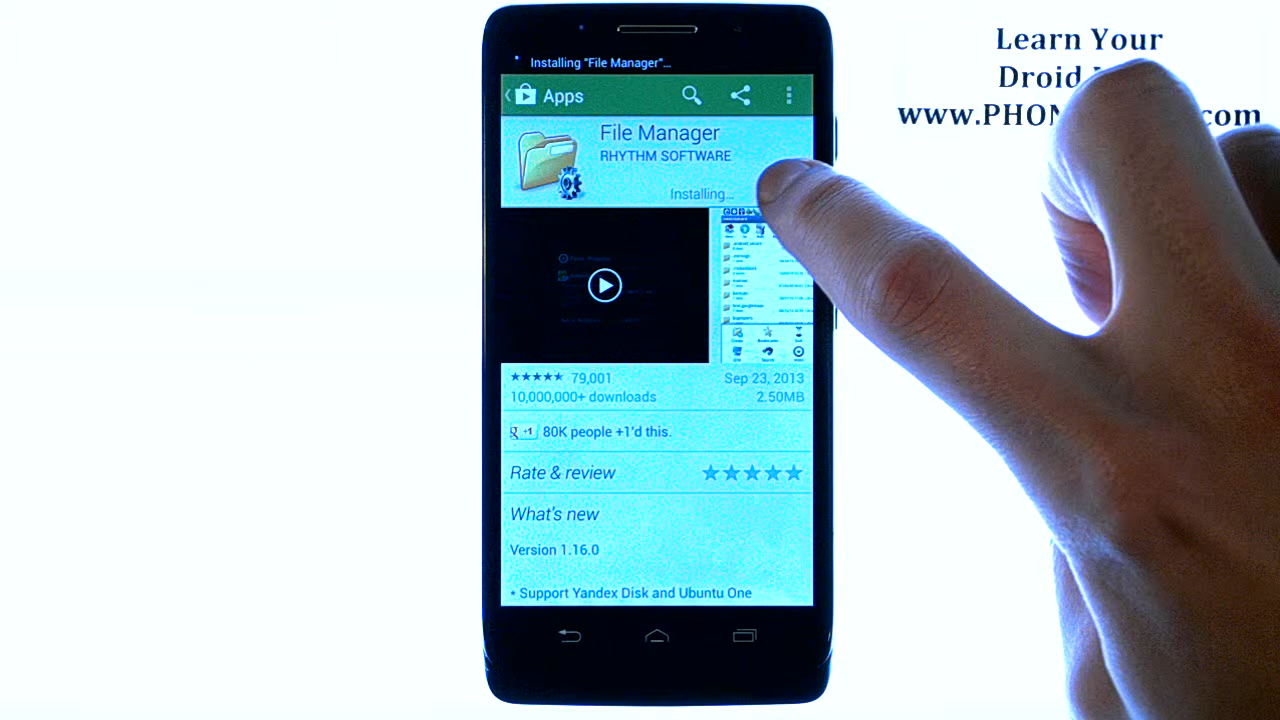 Learn Your
Droid
www.PHON
.com
Installing "File Manager"...
Apps
File Manager
RHYTHM SOFTWARE
Installing...
79,001
Sep 23, 2013
10,000,000+ downloads
2.50MB
+1
80K people +1'd this.
Rate & review
What's new
Version 1.16.0
* Support Yandex Disk and Ubuntu One